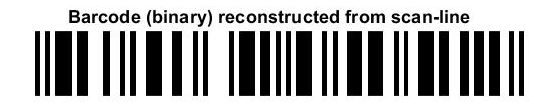 Barcode (binary) reconstructed from scan-line